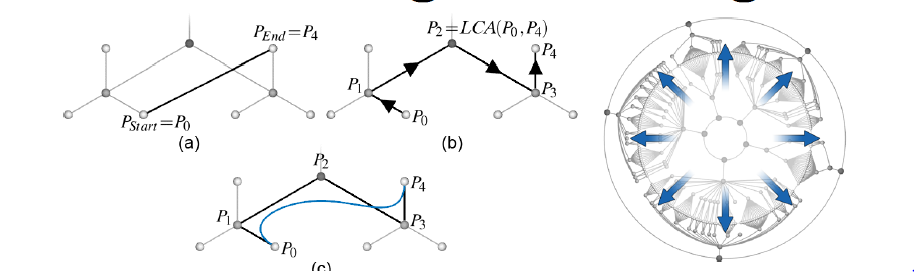 P_End=P_4
P_Start=P_0
(a)
P_2=LCA(P_0,P_4)
P_4
P_1
P_3
P_0
(b)
P_2
P_4
P_1
P_3
P_0
(c)